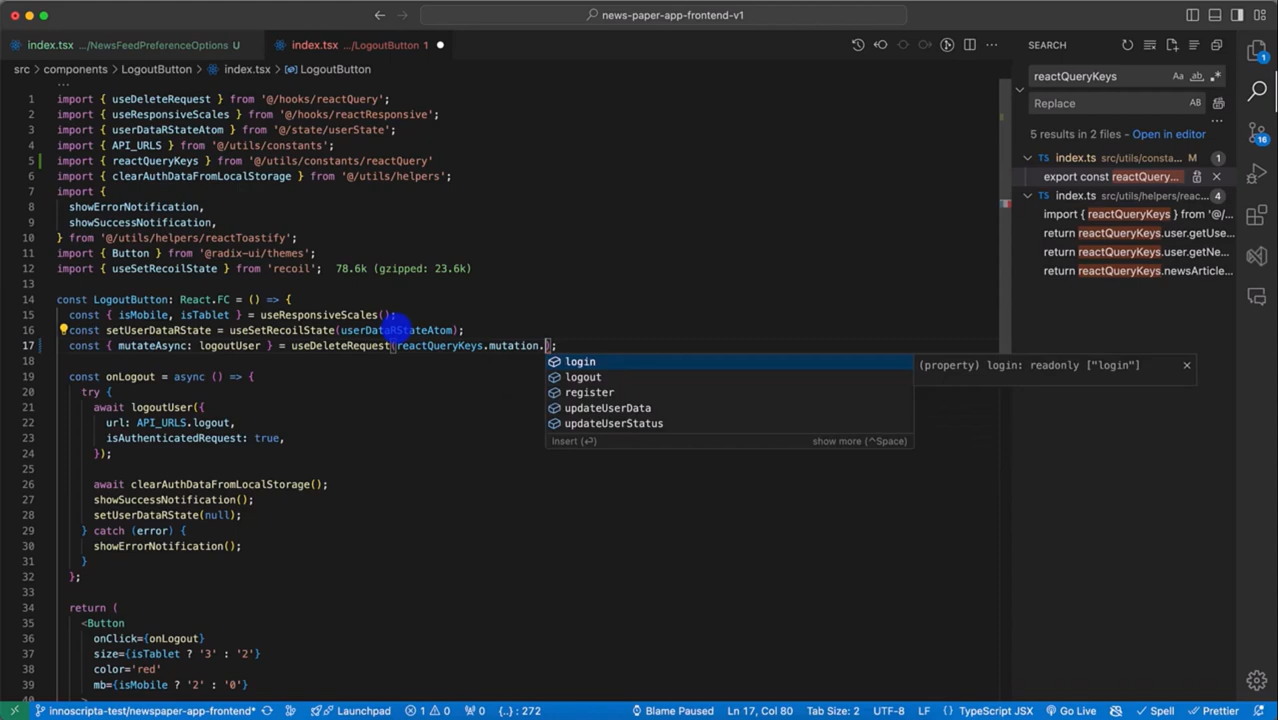 news-paper-app-frontend-v1
index.tsx .../NewsFeedPreferenceOptions U
index.tsx .../LogoutButton 1
src > components > LogoutButton > index.tsx > LogoutButton
...
1 import { useDeleteRequest } from '@/hooks/reactQuery';
2 import { useResponsiveScales } from '@/hooks/reactResponsive';
3 import { userDataRStateAtom } from '@/state/userState';
4 import { API_URLS } from '@/utils/constants';
5 import { reactQueryKeys } from '@/utils/constants/reactQuery'
6 import { clearAuthDataFromLocalStorage } from '@/utils/helpers';
7 import {
8 showErrorNotification,
9 showSuccessNotification,
10 } from '@/utils/helpers/reactToastify';
11 import { Button } from '@radix-ui/themes';
12 import { useSetRecoilState } from 'recoil'; 78.6k (gzipped: 23.6k)
13
14 const LogoutButton: React.FC = () => {
15 const { isMobile, isTablet } = useResponsiveScales();
16 const setUserDataRState = useSetRecoilState(userDataRStateAtom);
17 const { mutateAsync: logoutUser } = useDeleteRequest(reactQueryKeys.mutation.);
18
19 const onLogout = async () => {
20 try {
21 await logoutUser({
22 url: API_URLS.logout,
23 isAuthenticatedRequest: true,
24 });
25
26 await clearAuthDataFromLocalStorage();
27 showSuccessNotification();
28 setUserDataRState(null);
29 } catch (error) {
30 showErrorNotification();
31 }
32 };
33
34 return (
35 <Button
36 onClick={onLogout}
37 size={isTablet ? '3' : '2'}
38 color='red'
39 mb={isMobile ? '2' : '0'}
40 >
login
logout
register
updateUserData
updateUserStatus
Insert (⏎) show more (^Space)
(property) login: readonly ["login"]
SEARCH
reactQueryKeys
Aa ab .*
Replace
AB
...
5 results in 2 files - Open in editor
TS index.ts src/utils/consta... M 1
export const reactQuery...
TS index.ts src/utils/helpers/reac... 4
import { reactQueryKeys } from '@/...
return reactQueryKeys.user.getUse...
return reactQueryKeys.user.getNe...
return reactQueryKeys.newsArticle...
1
16
innoscripta-test/newspaper-app-frontend* Launchpad 1 0 0 {..} : 272 Blame Paused Ln 17, Col 80 Tab Size: 2 UTF-8 LF {} TypeScript JSX Go Live Spell Prettier